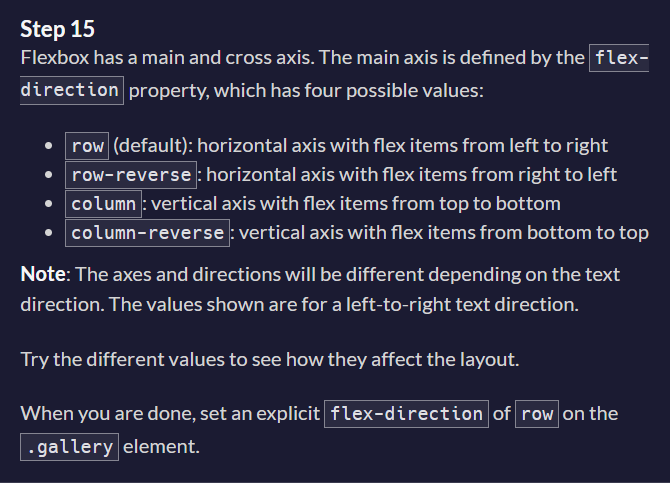 Step 15
Flexbox has a main and cross axis. The main axis is defined by the flex-
direction property, which has four possible values:
• row (default): horizontal axis with flex items from left to right
• row-reverse: horizontal axis with flex items from right to left
• column: vertical axis with flex items from top to bottom
• column-reverse: vertical axis with flex items from bottom to top
Note: The axes and directions will be different depending on the text
direction. The values shown are for a left-to-right text direction.
Try the different values to see how they affect the layout.
When you are done, set an explicit flex-direction of row on the
.gallery element.